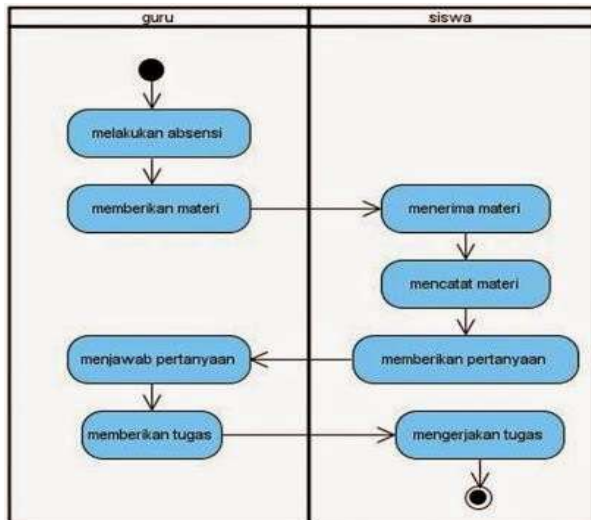 guru
siswa
melakukan absensi
memberikan materi
menerima materi
mencatat materi
memberikan pertanyaan
menjawab pertanyaan
memberikan tugas
mengerjakan tugas